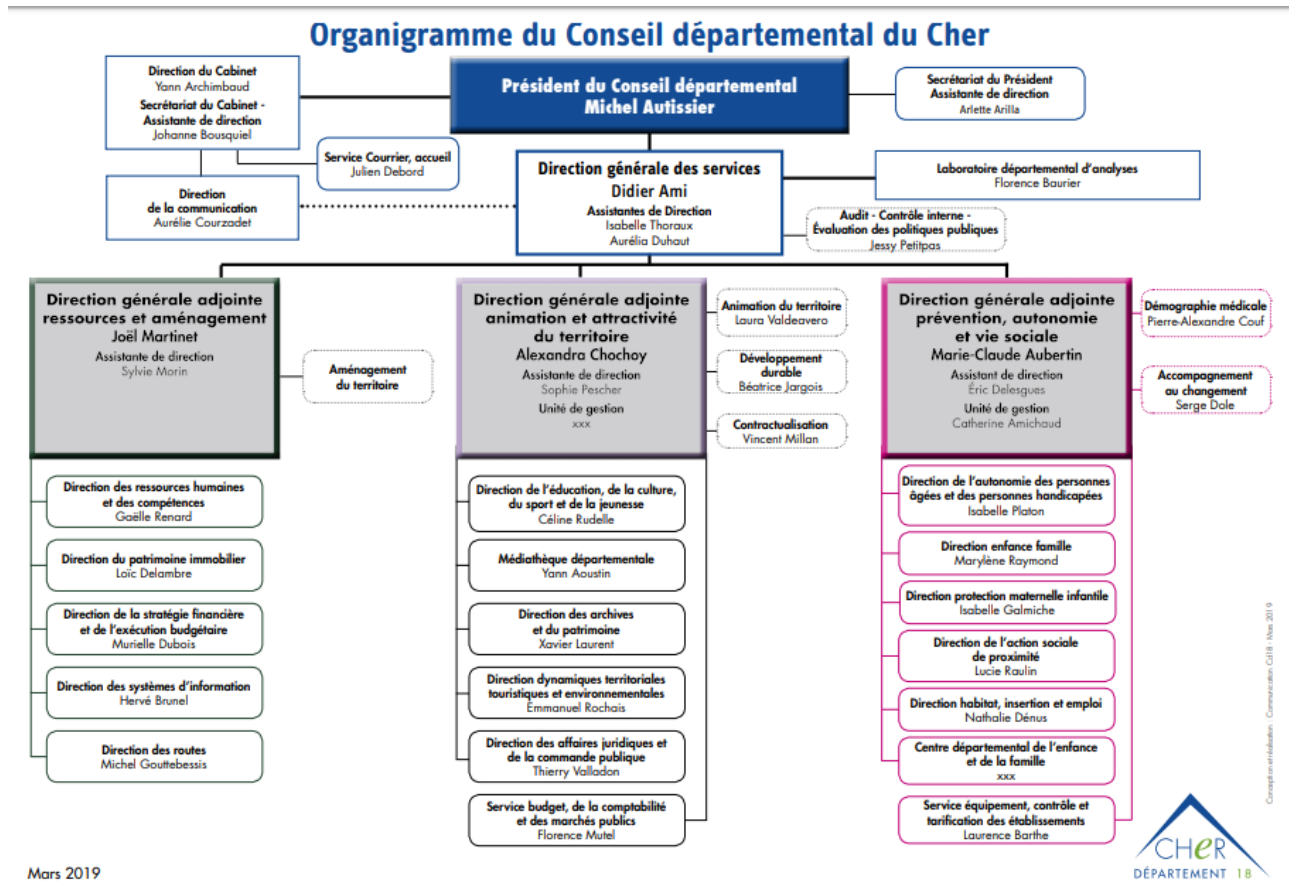 Organigramme du Conseil départemental du Cher
Direction du Cabinet
Yann Archimbaud
Secrétariat du Cabinet -
Assistante de direction
Johanne Bousquiel
Président du Conseil départemental
Michel Autissier
Secrétariat du Président
Assistante de direction
Arlette Arilla
Service Courrier, accueil
Julien Debord
Direction
de la communication
Aurélie Courzadet
Direction générale des services
Didier Ami
Assistantes de Direction
Isabelle Thoraux
Aurélia Duhaut
Laboratoire départemental d'analyses
Florence Baurier
Audit - Contrôle interne -
Évaluation des politiques publiques
Jessy Petitpas
Direction générale adjointe
ressources et aménagement
Joël Martinet
Assistante de direction
Sylvie Morin
Aménagement
du territoire
Direction des ressources humaines
et des compétences
Gaëlle Renard
Direction du patrimoine immobilier
Loïc Delambre
Direction de la stratégie financière
et de l'exécution budgétaire
Murielle Dubois
Direction des systèmes d'information
Hervé Brunel
Direction des routes
Michel Gouttebessis
Direction générale adjointe
animation et attractivité
du territoire
Alexandra Chochoy
Assistante de direction
Sophie Pescher
Unité de gestion
xxx
Animation du territoire
Laura Valdeavero
Développement
durable
Béatrice Jargois
Contractualisation
Vincent Millan
Direction de l'éducation, de la culture,
du sport et de la jeunesse
Céline Rudelle
Médiathèque départementale
Yann Aoustin
Direction des archives
et du patrimoine
Xavier Laurent
Direction dynamiques territoriales
touristiques et environnementales
Emmanuel Rochais
Direction des affaires juridiques et
de la commande publique
Thierry Valladon
Service budget, de la comptabilité
et des marchés publics
Florence Mutel
Direction générale adjointe
prévention, autonomie
et vie sociale
Marie-Claude Aubertin
Assistant de direction
Éric Delesgues
Unité de gestion
Catherine Amichaud
Démographie médicale
Pierre-Alexandre Couf
Accompagnement
au changement
Serge Dole
Direction de l'autonomie des personnes
âgées et des personnes handicapées
Isabelle Platon
Direction enfance famille
Marylène Raymond
Direction protection maternelle infantile
Isabelle Galmiche
Direction de l'action sociale
de proximité
Lucie Raulin
Direction habitat, insertion et emploi
Nathalie Dénus
Centre départemental de l'enfance
et de la famille
xxx
Service équipement, contrôle et
tarification des établissements
Laurence Barthe
Conception et réalisation : Communication Cd18 - Mars 2019
CHeR
DÉPARTEMENT 18
Mars 2019